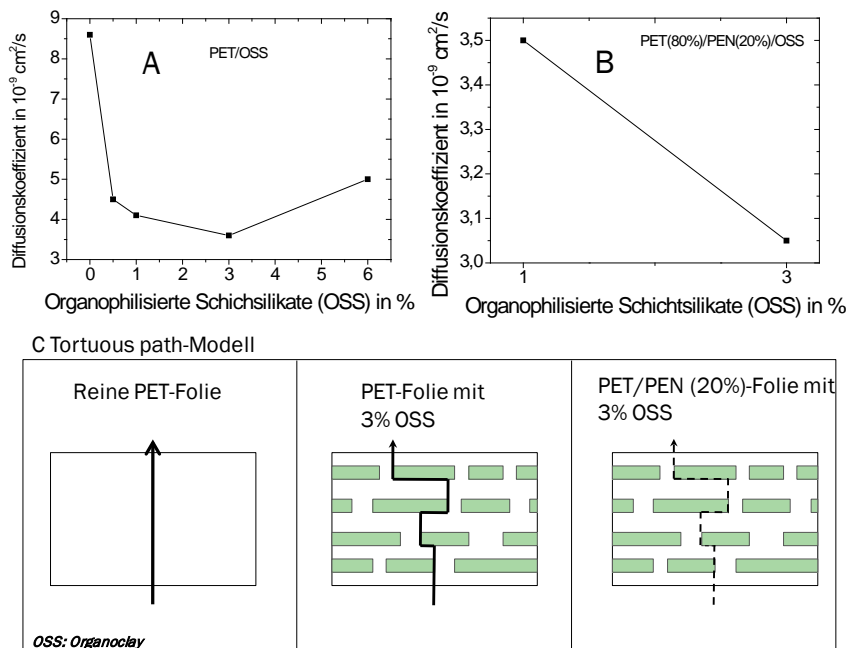 9
8
7
6
5
4
3
0 1 2 3 4 5 6
A
PET/OSS
Diffusionskoeffizient in 10⁻⁹ cm²/s
Organophilisierte Schichsilikate (OSS) in %
3,5
3,4
3,3
3,2
3,1
3,0
1 3
B
PET(80%)/PEN(20%)/OSS
Diffusionskoeffizient in 10⁻⁹ cm²/s
Organophilisierte Schichtsilikate (OSS) in %
C Tortuous path-Modell
Reine PET-Folie
PET-Folie mit
3% OSS
PET/PEN (20%)-Folie mit
3% OSS
OSS: Organoclay